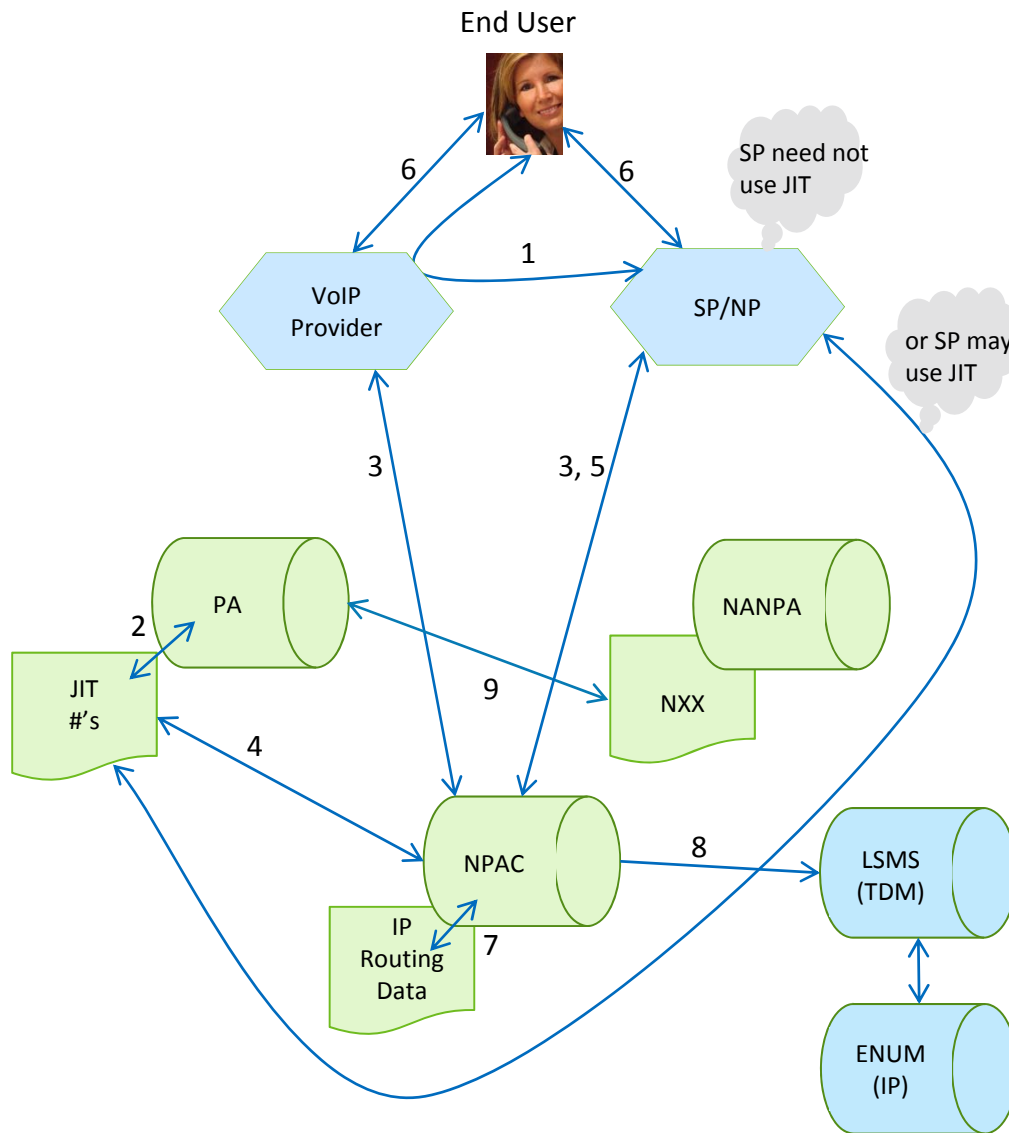 End User
SP need not
use JIT
6
6
1
VoIP
Provider
SP/NP
or SP may
use JIT
3
3, 5
PA
NANPA
2
JIT
#'s
NXX
9
4
NPAC
8
LSMS
(TDM)
IP
Routing
Data
7
ENUM
(IP)